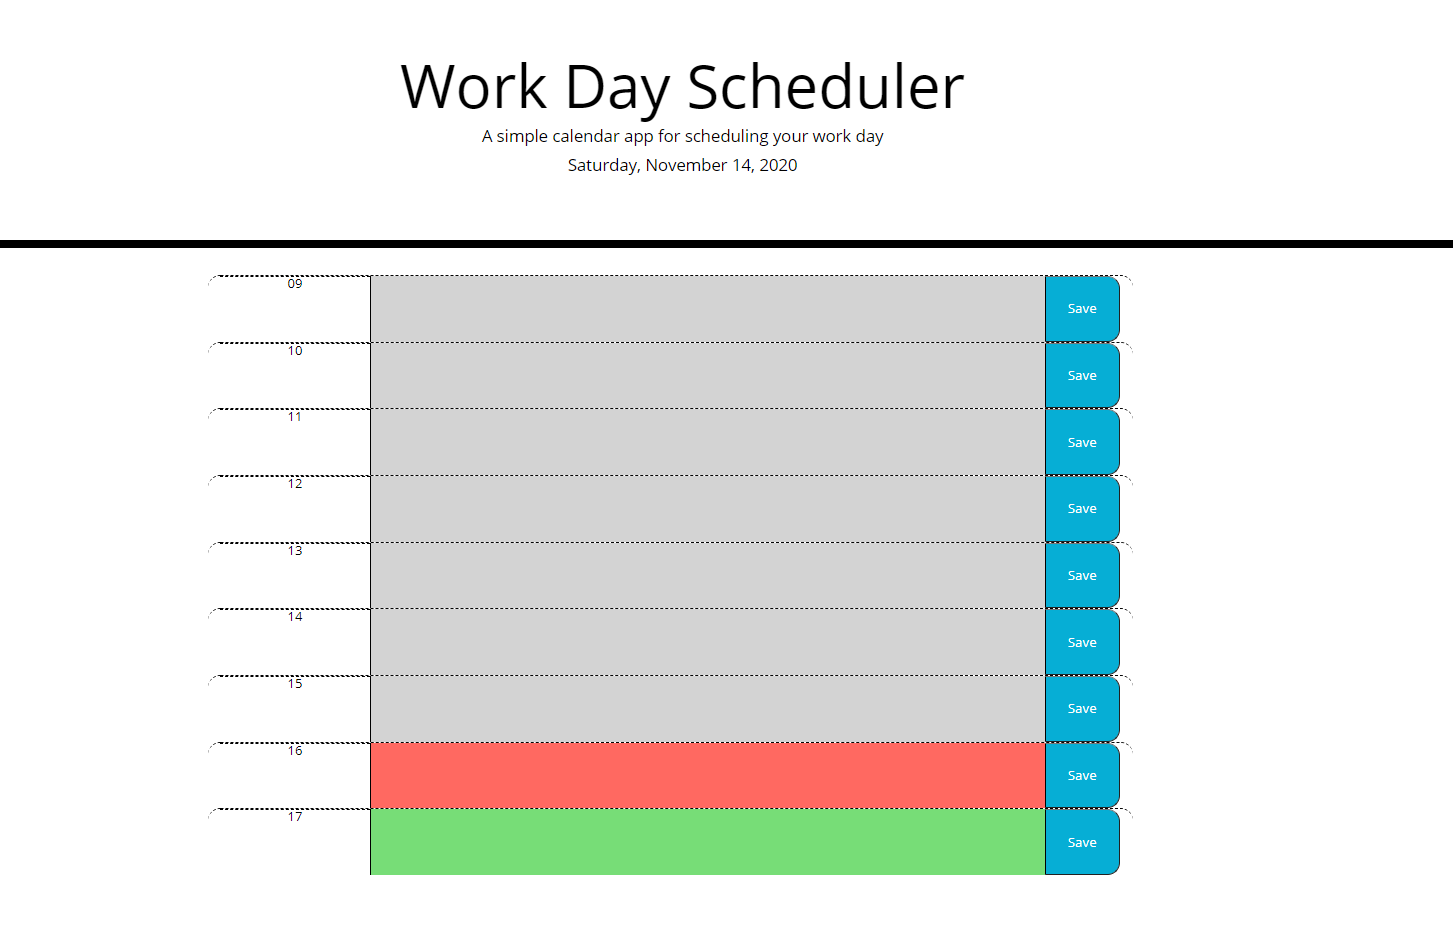 Work Day Scheduler
A simple calendar app for scheduling your work day
Saturday, November 14, 2020
09 Save
10 Save
11 Save
12 Save
13 Save
14 Save
15 Save
16 Save
17 Save